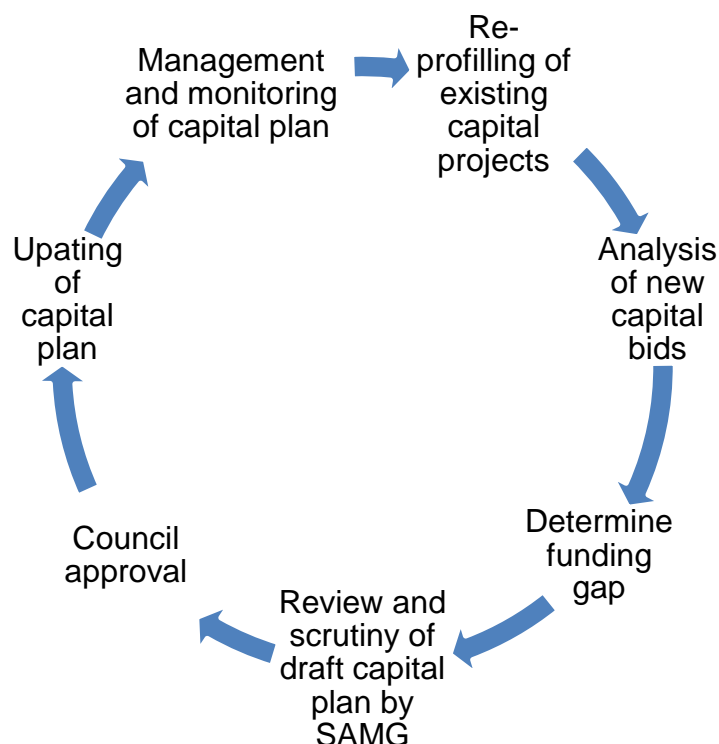 Re-
profilling of
existing
capital
projects
Analysis
of new
capital
bids
Determine
funding
gap
Review and
scrutiny of
draft capital
plan by
SAMG
Council
approval
Upating
of
capital
plan
Management
and monitoring
of capital plan